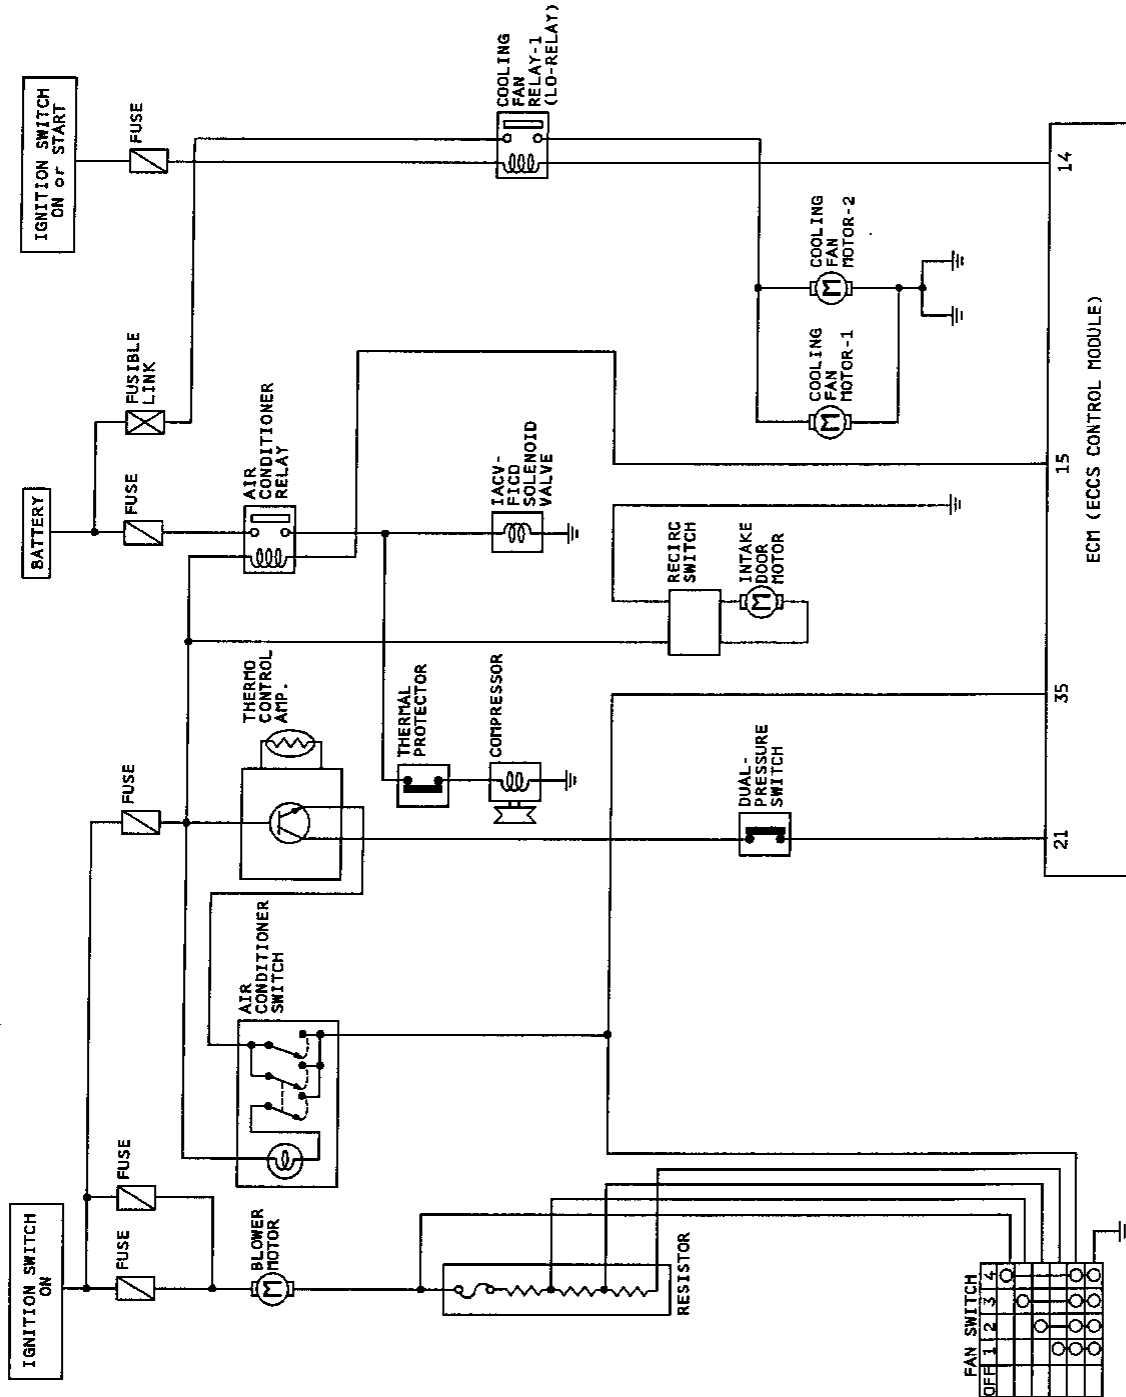 IGNITION SWITCH
ON
FUSE
FUSE
BLOWER
MOTOR
RESISTOR
FAN SWITCH
OFF 1 2 3 4
AIR
CONDITIONER
SWITCH
FUSE
THERMO
CONTROL
AMP.
THERMAL
PROTECTOR
COMPRESSOR
DUAL-
PRESSURE
SWITCH
BATTERY
FUSE
FUSIBLE
LINK
AIR
CONDITIONER
RELAY
IACV-
FICD
SOLENOID
VALVE
RECIRC
SWITCH
INTAKE
DOOR
MOTOR
M
M
IGNITION SWITCH
ON or START
FUSE
COOLING
FAN
RELAY-1
(LO-RELAY)
COOLING
FAN
MOTOR-1
M
COOLING
FAN
MOTOR-2
M
21
35
15
14
ECM (ECCS CONTROL MODULE)